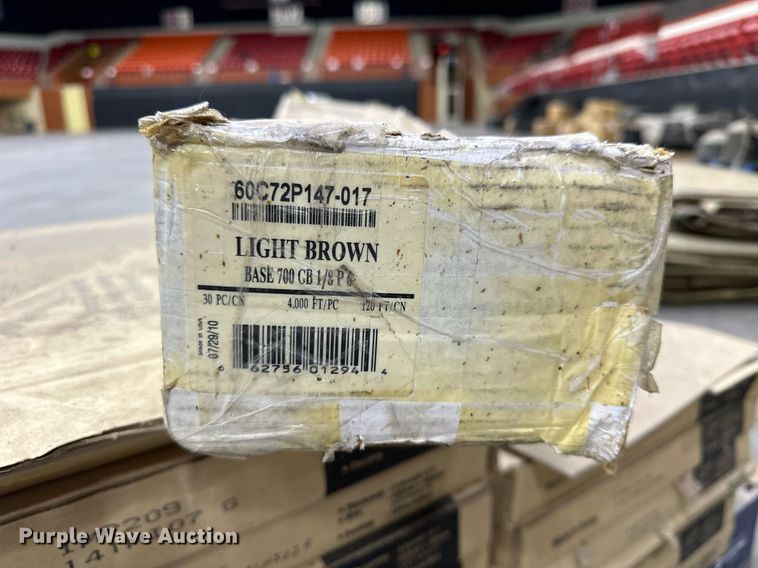 60C72P147-017
LIGHT BROWN
BASE 700 CB 1/8 P 6
30 PC/CN 4.000 FT/PC 120 FT/CN
Made in USA
07/29/10
6 62756 01294 4
Purple Wave Auction